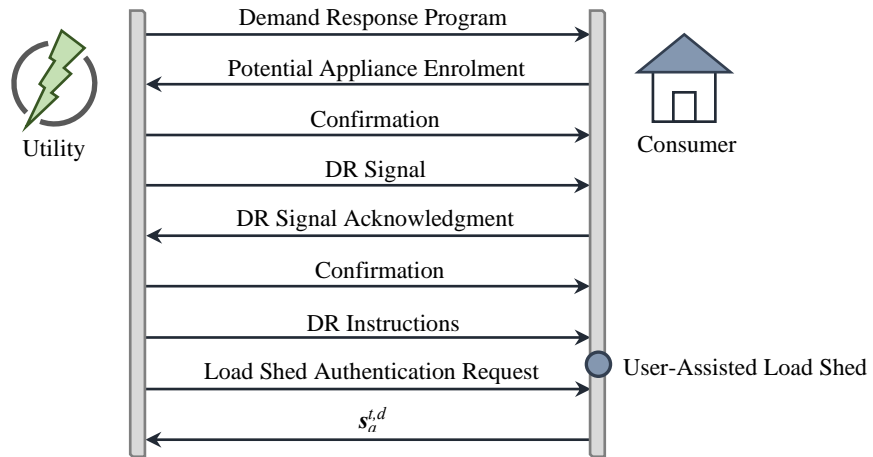 Demand Response Program
Potential Appliance Enrolment
Utility
Confirmation
Consumer
DR Signal
DR Signal Acknowledgment
Confirmation
DR Instructions
Load Shed Authentication Request
User-Assisted Load Shed
s_a^{t,d}